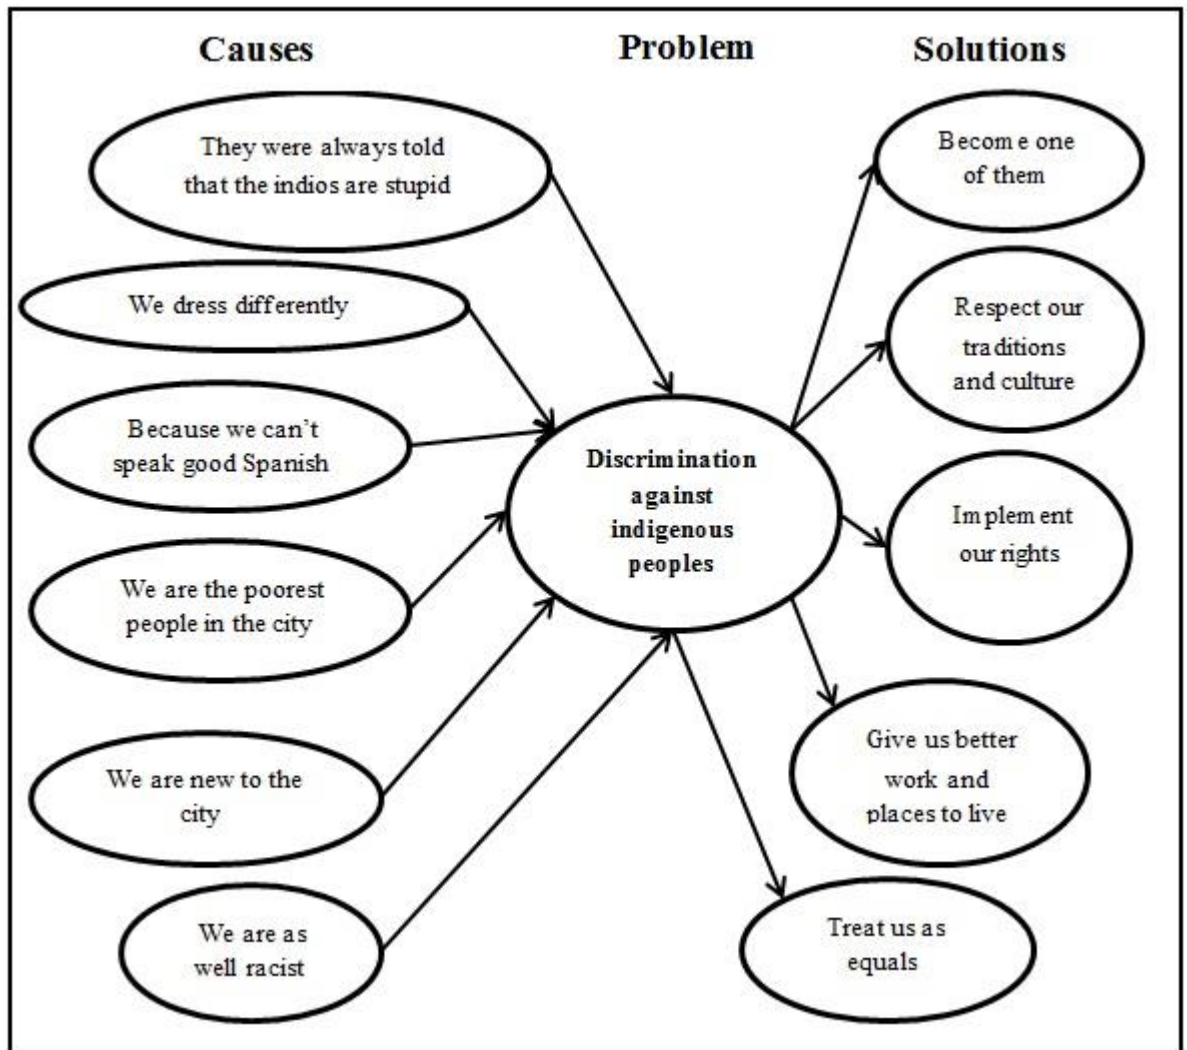 Causes
Problem
Solutions
They were always told
that the indios are stupid
We dress differently
Because we can't
speak good Spanish
We are the poorest
people in the city
We are new to the
city
We are as
well racist
Discrimination
against
indigenous
peoples
Become one
of them
Respect our
traditions
and culture
Implement
our rights
Give us better
work and
places to live
Treat us as
equals